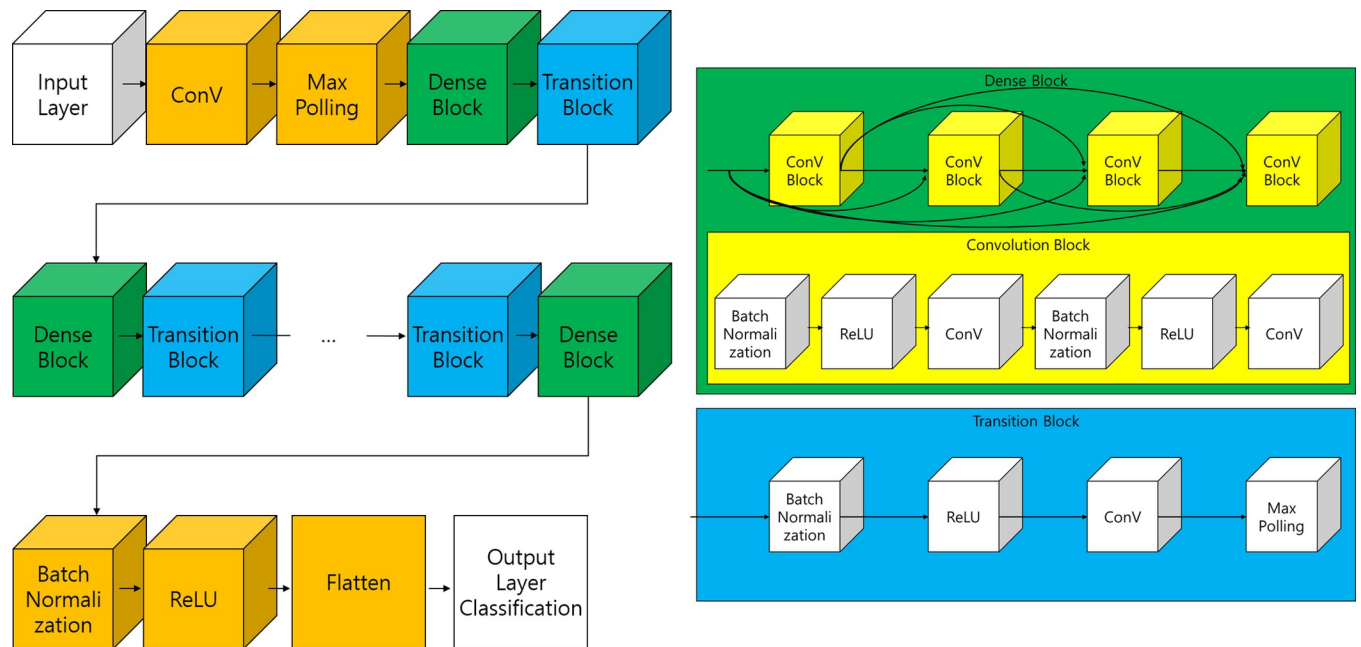 Input
Layer
ConV
Max
Polling
Dense
Block
Transition
Block
Dense
Block
Transition
Block
...
Transition
Block
Dense
Block
Batch
Normali
zation
ReLU
Flatten
Output
Layer
Classification
Dense Block
ConV
Block
ConV
Block
ConV
Block
ConV
Block
Convolution Block
Batch
Normali
zation
ReLU
ConV
Batch
Normali
zation
ReLU
ConV
Transition Block
Batch
Normali
zation
ReLU
ConV
Max
Polling